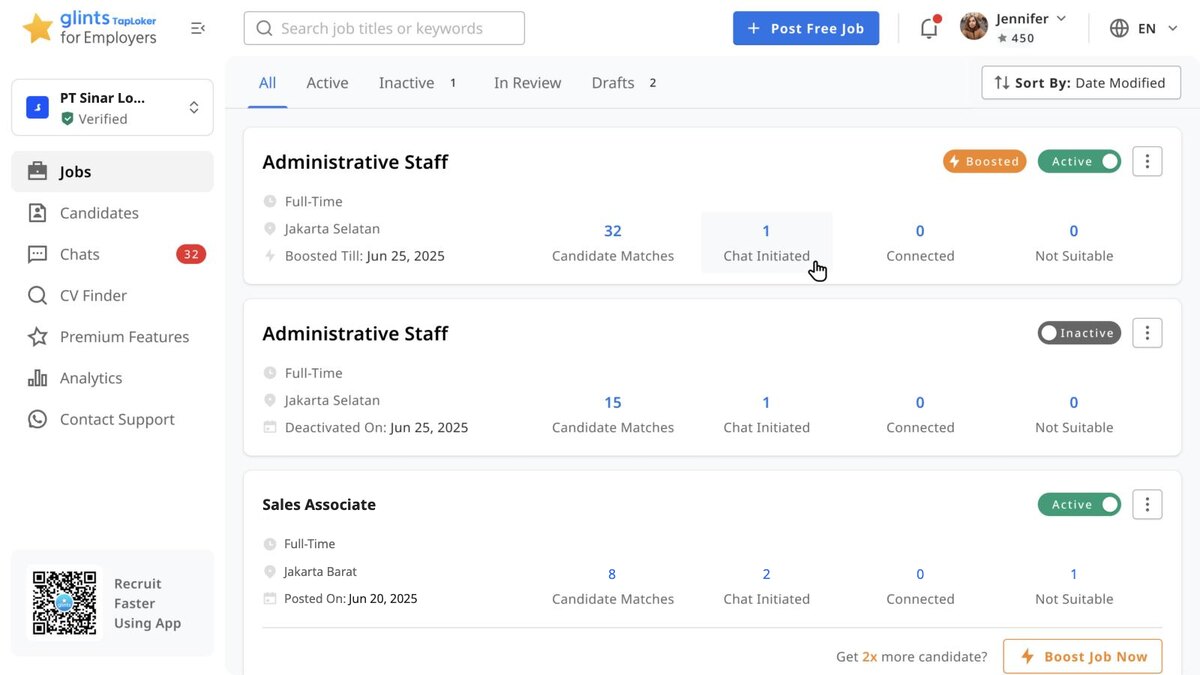 glints TapLoker
for Employers
Search job titles or keywords
+ Post Free Job
Jennifer
450
EN
PT Sinar Lo...
Verified
Jobs
Candidates
Chats 32
CV Finder
Premium Features
Analytics
Contact Support
Recruit
Faster
Using App
All Active Inactive 1 In Review Drafts 2
Sort By: Date Modified
Administrative Staff
Boosted Active
Full-Time
Jakarta Selatan
Boosted Till: Jun 25, 2025
32 1 0 0
Candidate Matches Chat Initiated Connected Not Suitable
Administrative Staff
Inactive
Full-Time
Jakarta Selatan
Deactivated On: Jun 25, 2025
15 1 0 0
Candidate Matches Chat Initiated Connected Not Suitable
Sales Associate
Active
Full-Time
Jakarta Barat
Posted On: Jun 20, 2025
8 2 0 1
Candidate Matches Chat Initiated Connected Not Suitable
Get 2x more candidate? Boost Job Now